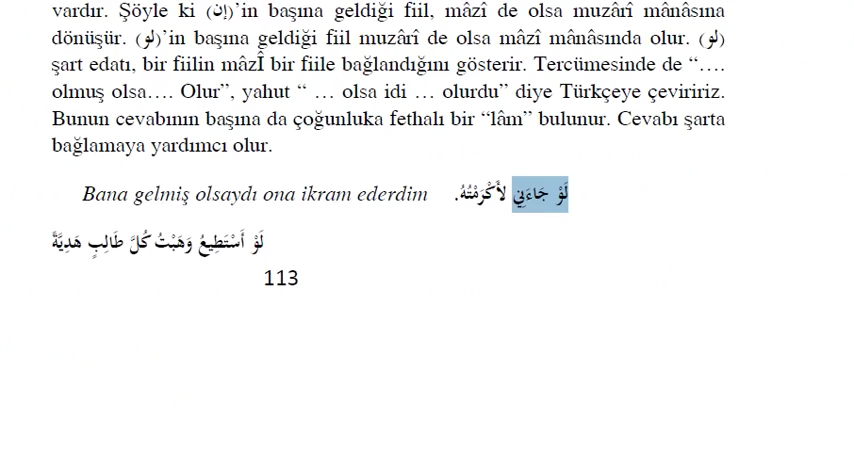 vardır. Şöyle ki (إن)’in başına geldiği fiil, mâzî de olsa muzârî mânâsına
dönüşür. (لو)’in başına geldiği fiil muzârî de olsa mâzî mânâsında olur. (لو)
şart edatı, bir fiilin mâzÎ bir fiile bağlandığını gösterir. Tercümesinde de “….
olmuş olsa…. Olur”, yahut “ … olsa idi … olurdu” diye Türkçeye çeviririz.
Bunun cevabının başına da çoğunluka fethalı bir “lâm” bulunur. Cevabı şarta
bağlamaya yardımcı olur.
Bana gelmiş olsaydı ona ikram ederdim لَوْ جَاءَنِي لأَكْرَمْتُهُ.
لَوْ أَسْتَطِيعُ وَهَبْتُ كُلَّ طَالِبٍ هَدِيَّةً
113